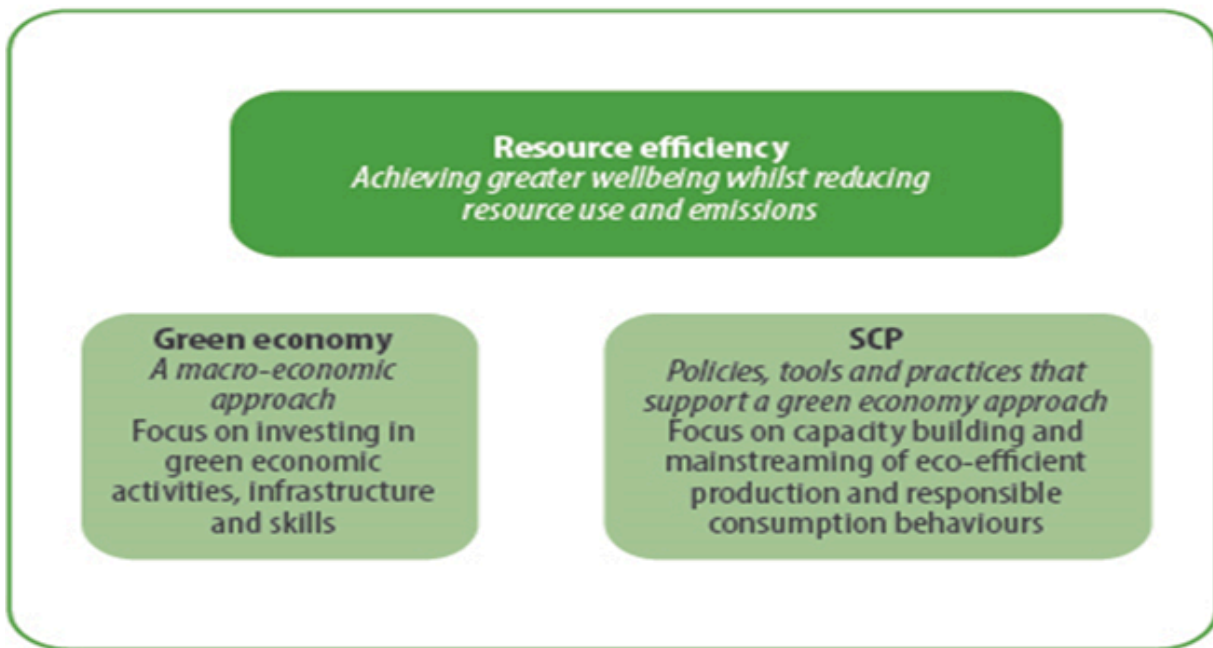 Resource efficiency
Achieving greater wellbeing whilst reducing
resource use and emissions
Green economy
A macro-economic
approach
Focus on investing in
green economic
activities, infrastructure
and skills
SCP
Policies, tools and practices that
support a green economy approach
Focus on capacity building and
mainstreaming of eco-efficient
production and responsible
consumption behaviours